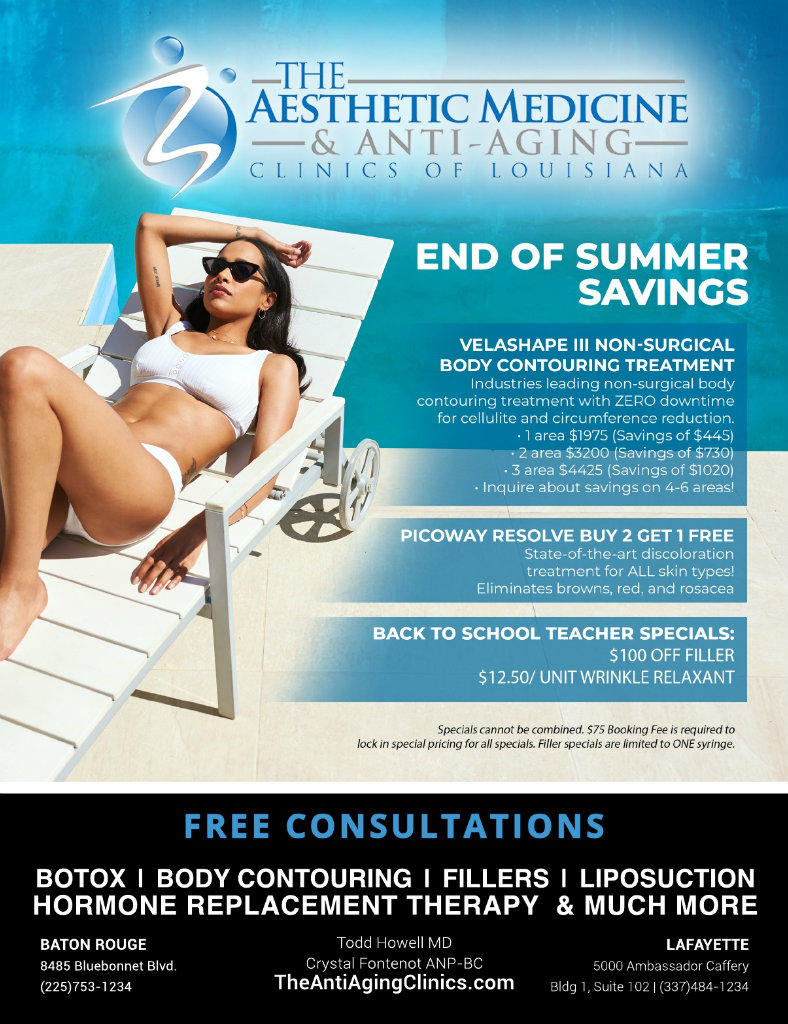 THE
AESTHETIC MEDICINE
& ANTI-AGING
CLINICS OF LOUISIANA
END OF SUMMER
SAVINGS
VELASHAPE III NON-SURGICAL
BODY CONTOURING TREATMENT
Industries leading non-surgical body
contouring treatment with ZERO downtime
for cellulite and circumference reduction.
• 1 area $1975 (Savings of $445)
• 2 area $3200 (Savings of $730)
• 3 area $4425 (Savings of $1020)
• Inquire about savings on 4-6 areas!
PICOWAY RESOLVE BUY 2 GET 1 FREE
State-of-the-art discoloration
treatment for ALL skin types!
Eliminates browns, red, and rosacea
BACK TO SCHOOL TEACHER SPECIALS:
$100 OFF FILLER
$12.50/ UNIT WRINKLE RELAXANT
Specials cannot be combined. $75 Booking Fee is required to
lock in special pricing for all specials. Filler specials are limited to ONE syringe.
FREE CONSULTATIONS
BOTOX | BODY CONTOURING | FILLERS | LIPOSUCTION
HORMONE REPLACEMENT THERAPY & MUCH MORE
BATON ROUGE
8485 Bluebonnet Blvd.
(225)753-1234
Todd Howell MD
Crystal Fontenot ANP-BC
TheAntiAgingClinics.com
LAFAYETTE
5000 Ambassador Caffery
Bldg 1, Suite 102 | (337)484-1234